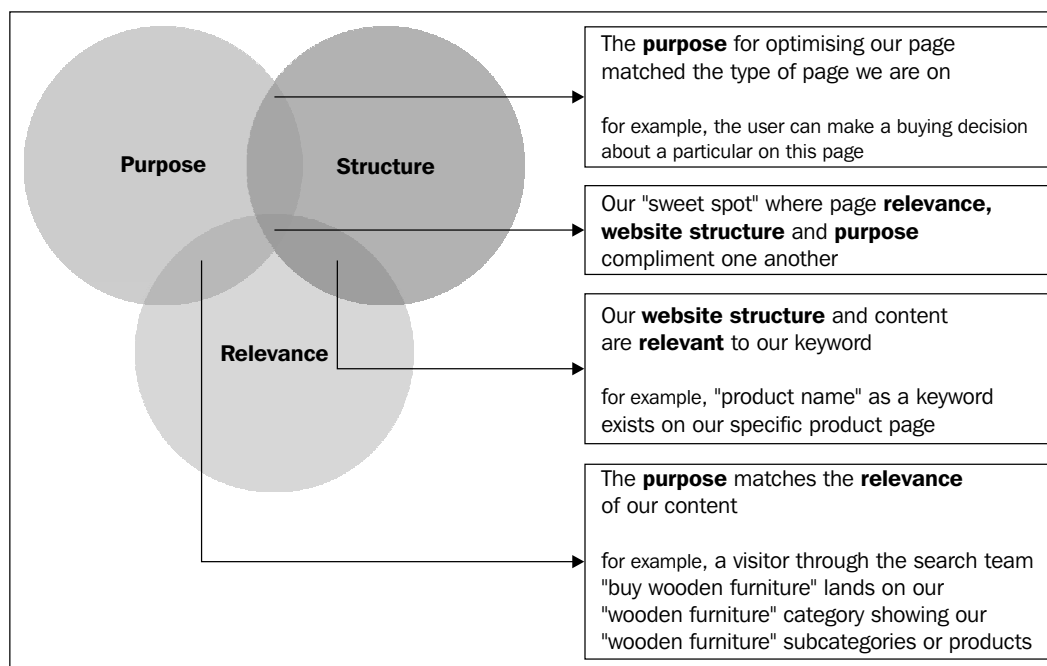 Purpose
Structure
Relevance
The purpose for optimising our page
matched the type of page we are on
for example, the user can make a buying decision
about a particular on this page
Our "sweet spot" where page relevance,
website structure and purpose
compliment one another
Our website structure and content
are relevant to our keyword
for example, "product name" as a keyword
exists on our specific product page
The purpose matches the relevance
of our content
for example, a visitor through the search team
"buy wooden furniture" lands on our
"wooden furniture" category showing our
"wooden furniture" subcategories or products